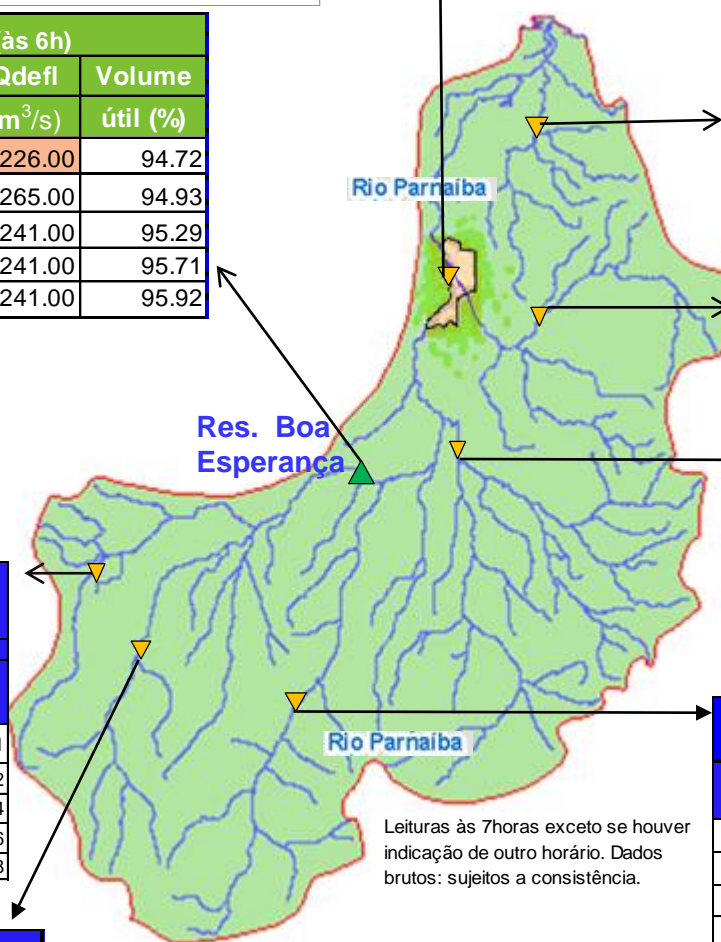 (às 6h)
Qdefl Volume
m³/s) útil (%)
226.00 94.72
265.00 94.93
241.00 95.29
241.00 95.71
241.00 95.92
Rio Parnaíba
Res. Boa
Esperança
Rio Parnaíba
Leituras às 7horas exceto se houver
indicação de outro horário. Dados
brutos: sujeitos a consistência.